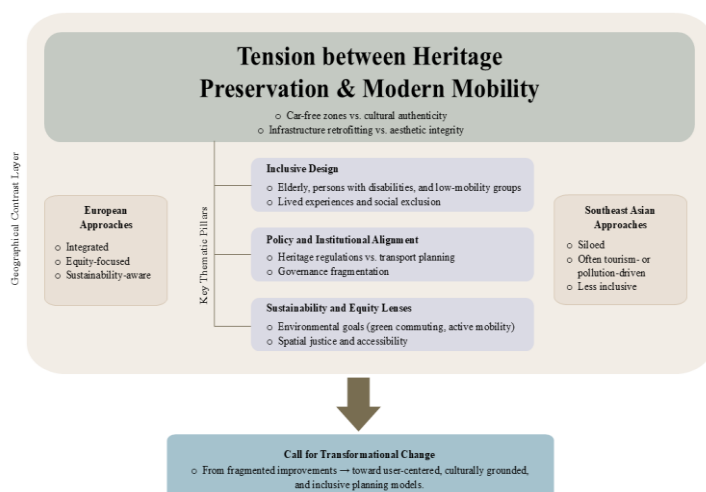 Tension between Heritage
Preservation & Modern Mobility
○ Car-free zones vs. cultural authenticity
○ Infrastructure retrofitting vs. aesthetic integrity
Geographical Contrast Layer
European
Approaches
○ Integrated
○ Equity-focused
○ Sustainability-aware
Key Thematic Pillars
Inclusive Design
○ Elderly, persons with disabilities, and low-mobility groups
○ Lived experiences and social exclusion
Policy and Institutional Alignment
○ Heritage regulations vs. transport planning
○ Governance fragmentation
Sustainability and Equity Lenses
○ Environmental goals (green commuting, active mobility)
○ Spatial justice and accessibility
Southeast Asian
Approaches
○ Siloed
○ Often tourism- or
pollution-driven
○ Less inclusive
Call for Transformational Change
○ From fragmented improvements → toward user-centered, culturally grounded,
and inclusive planning models.